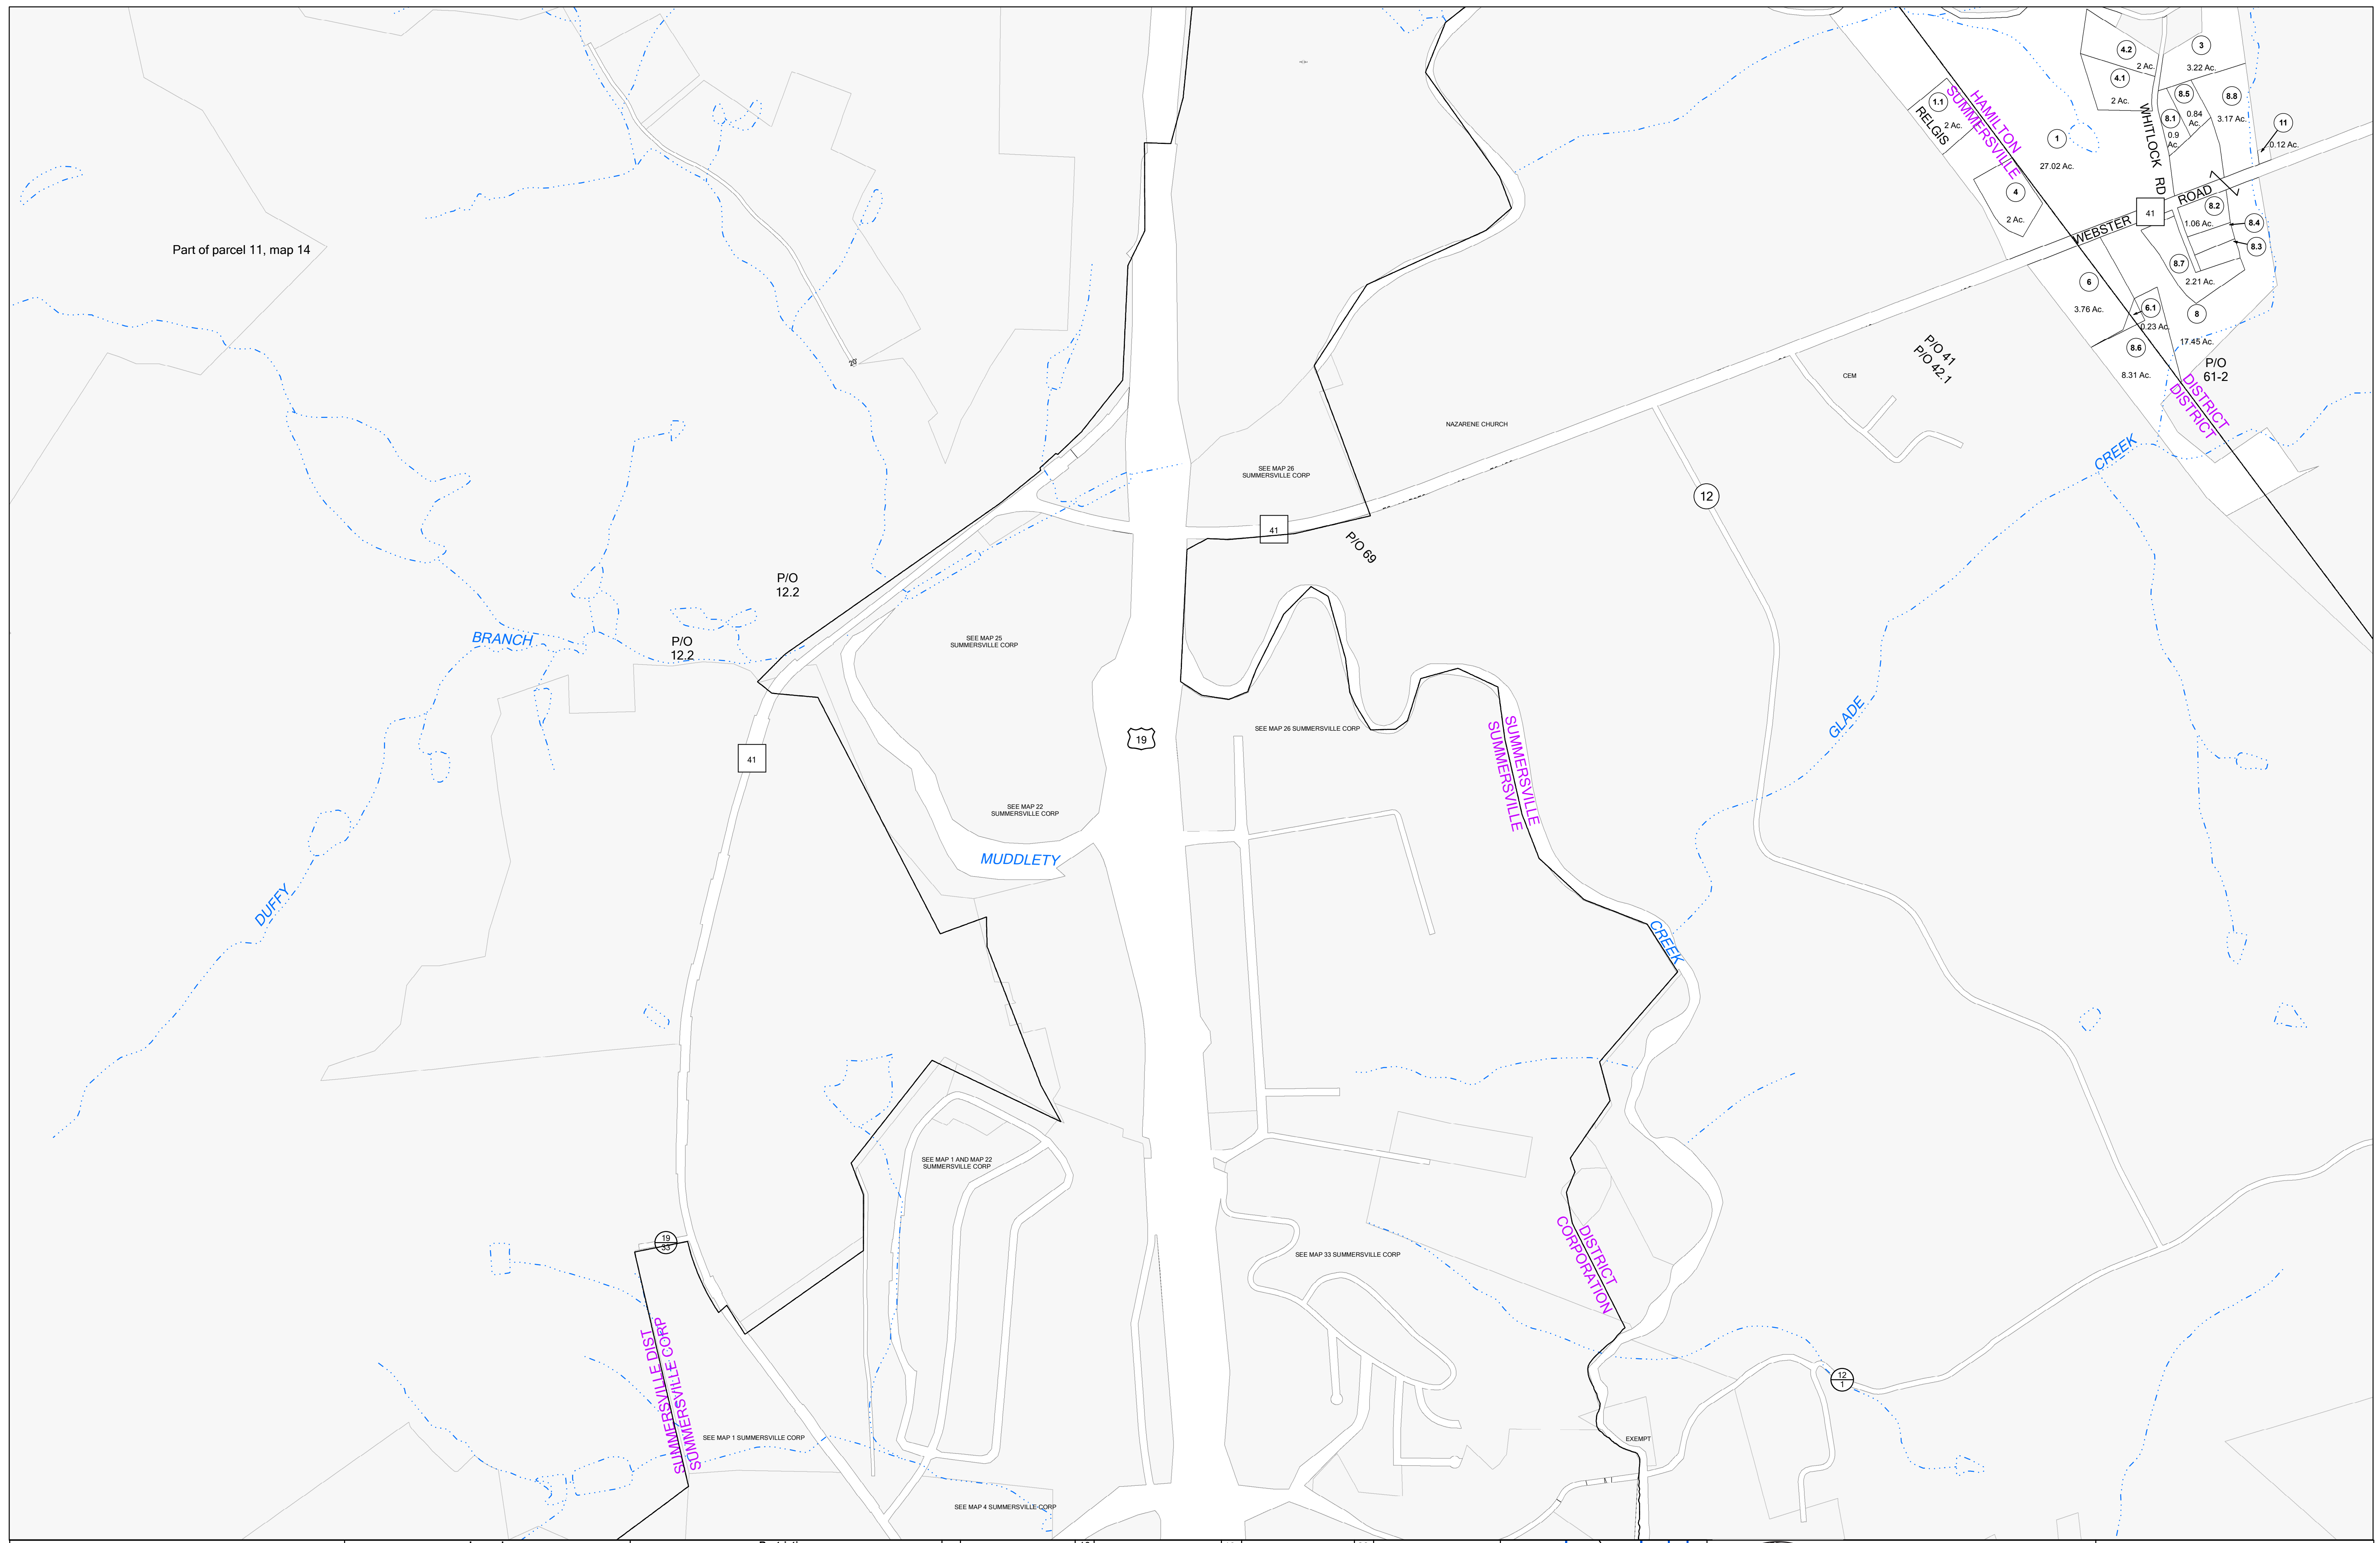 4.2
2 Ac.
3
3.22 Ac.
4.1
2 Ac.
8.5
0.84
Ac.
8.8
3.17 Ac.
1.1
2 Ac.
RELGIS
HAMILTON
SUMMERSVILLE
1
27.02 Ac.
WHITLOCK RD
8.1
0.9
Ac.
11
0.12 Ac.
4
2 Ac.
WEBSTER
41
ROAD
8.2
1.06 Ac.
8.4
8.3
8.7
2.21 Ac.
6
3.76 Ac.
6.1
0.23 Ac.
8
17.45 Ac.
8.6
8.31 Ac.
P/O
61-2
DISTRICT
DISTRICT
Part of parcel 11, map 14
20'
P/O 41
P/O 42.1
CEM
NAZARENE CHURCH
CREEK
SEE MAP 26
SUMMERSVILLE CORP
12
41
P/O 69
P/O
12.2
BRANCH
P/O
12.2
SEE MAP 25
SUMMERSVILLE CORP
GLADE
19
SEE MAP 26 SUMMERSVILLE CORP
SUMMERSVILLE
SUMMERSVILLE
41
SEE MAP 22
SUMMERSVILLE CORP
MUDDLETY
DUFFY
CREEK
SEE MAP 1 AND MAP 22
SUMMERSVILLE CORP
19
33
SEE MAP 33 SUMMERSVILLE CORP
DISTRICT
CORPORATION
SUMMERSVILLE DIST
SUMMERSVILLE CORP
12
1
SEE MAP 1 SUMMERSVILLE CORP
EXEMPT
SEE MAP 4 SUMMERSVILLE CORP